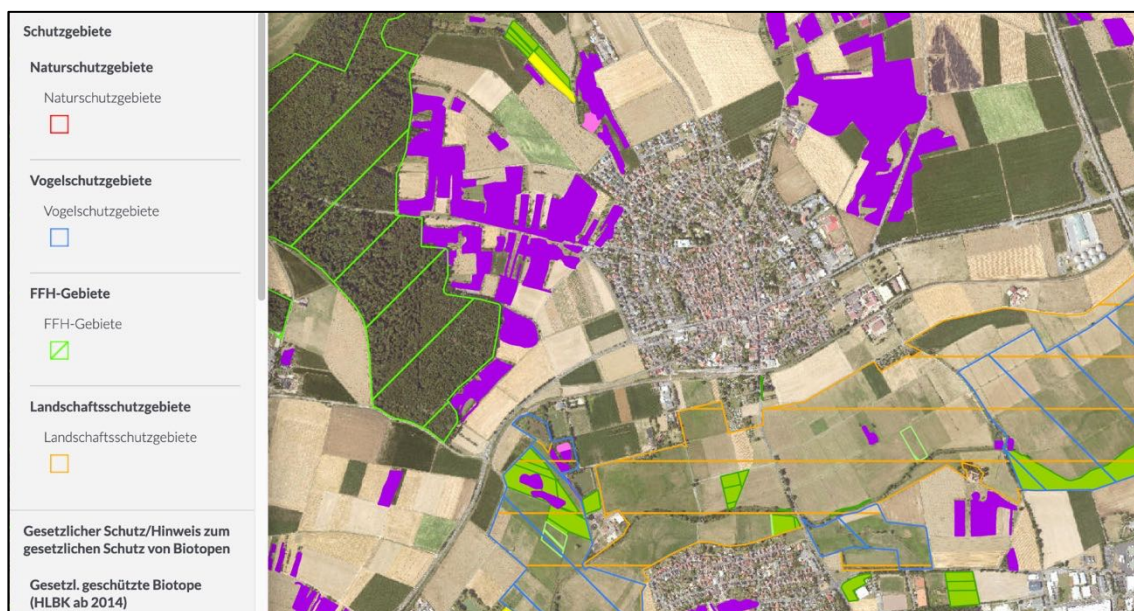 Schutzgebiete
Naturschutzgebiete
Naturschutzgebiete
Vogelschutzgebiete
Vogelschutzgebiete
FFH-Gebiete
FFH-Gebiete
Landschaftsschutzgebiete
Landschaftsschutzgebiete
Gesetzlicher Schutz/Hinweis zum
gesetzlichen Schutz von Biotopen
Gesetzl. geschützte Biotope
(HLBK ab 2014)